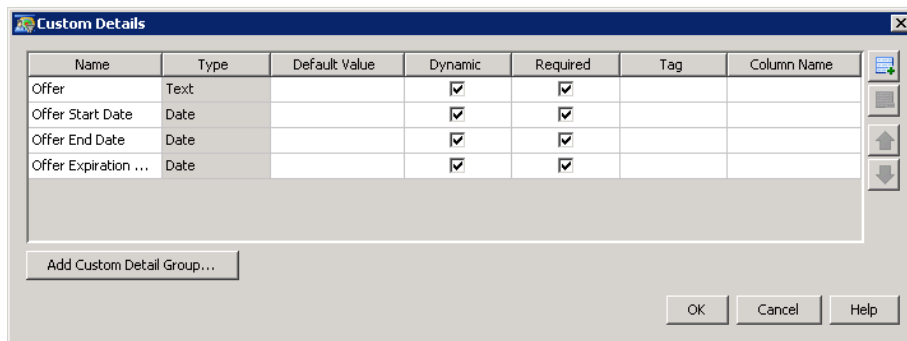 Custom Details
Name Type Default Value Dynamic Required Tag Column Name
Offer Text
Offer Start Date Date
Offer End Date Date
Offer Expiration ... Date
Add Custom Detail Group...
OK Cancel Help